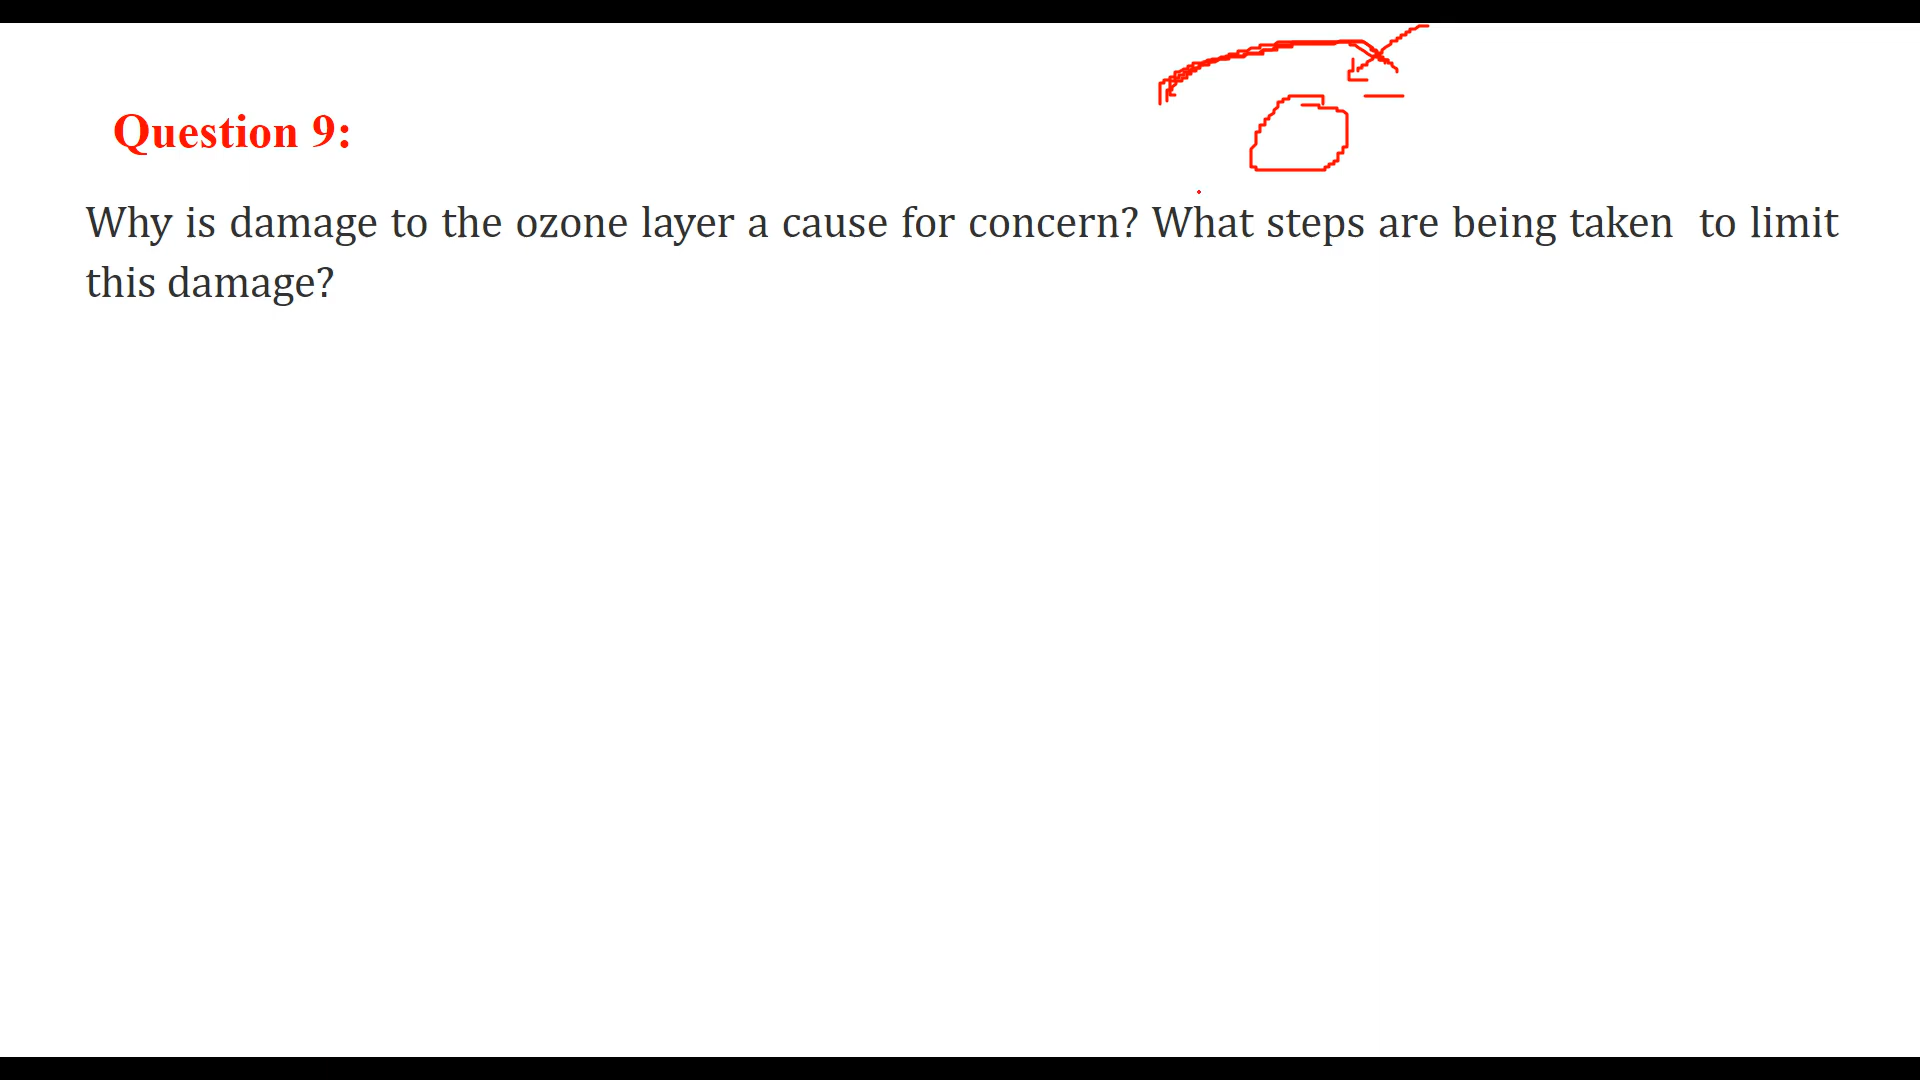 Question 9:
Why is damage to the ozone layer a cause for concern? What steps are being taken  to limit
this damage?